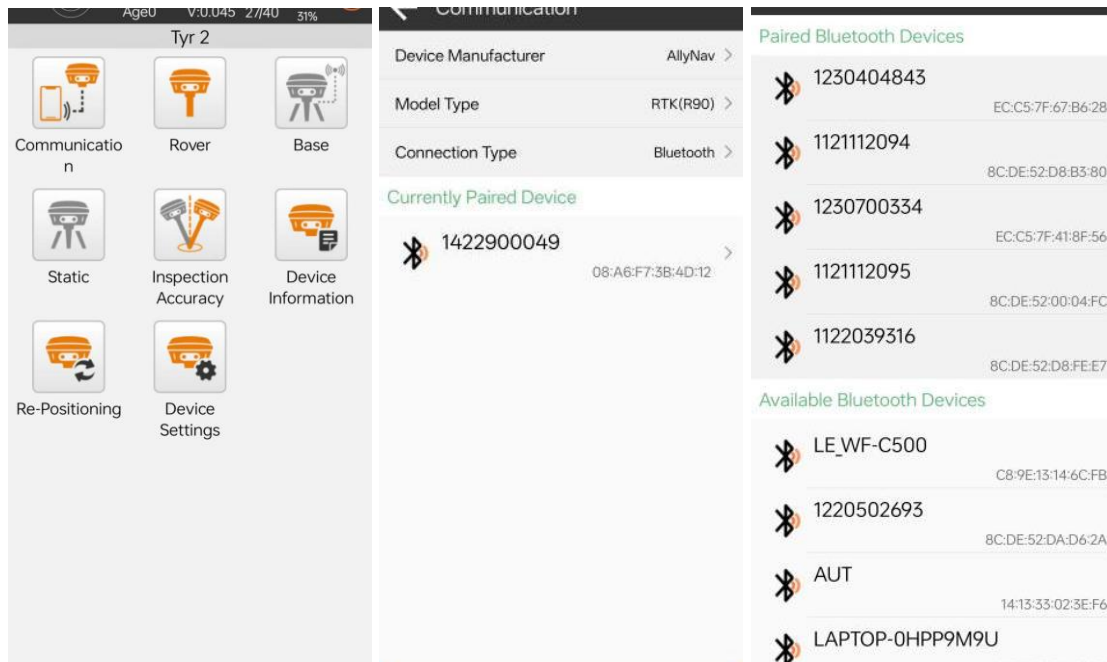 Age0 V:0.045 27/40 31%
Tyr 2
Communicatio
n
Rover
Base
Static
Inspection
Accuracy
Device
Information
Re-Positioning
Device
Settings
Communication
Device Manufacturer AllyNav
Model Type RTK(R90)
Connection Type Bluetooth
Currently Paired Device
1422900049
08:A6:F7:3B:4D:12
Paired Bluetooth Devices
1230404843
EC:C5:7F:67:B6:28
1121112094
8C:DE:52:D8:B3:80
1230700334
EC:C5:7F:41:8F:56
1121112095
8C:DE:52:00:04:FC
1122039316
8C:DE:52:D8:FE:E7
Available Bluetooth Devices
LE_WF-C500
C8:9E:13:14:6C:FB
1220502693
8C:DE:52:DA:D6:2A
AUT
14:13:33:02:3E:F6
LAPTOP-0HPP9M9U